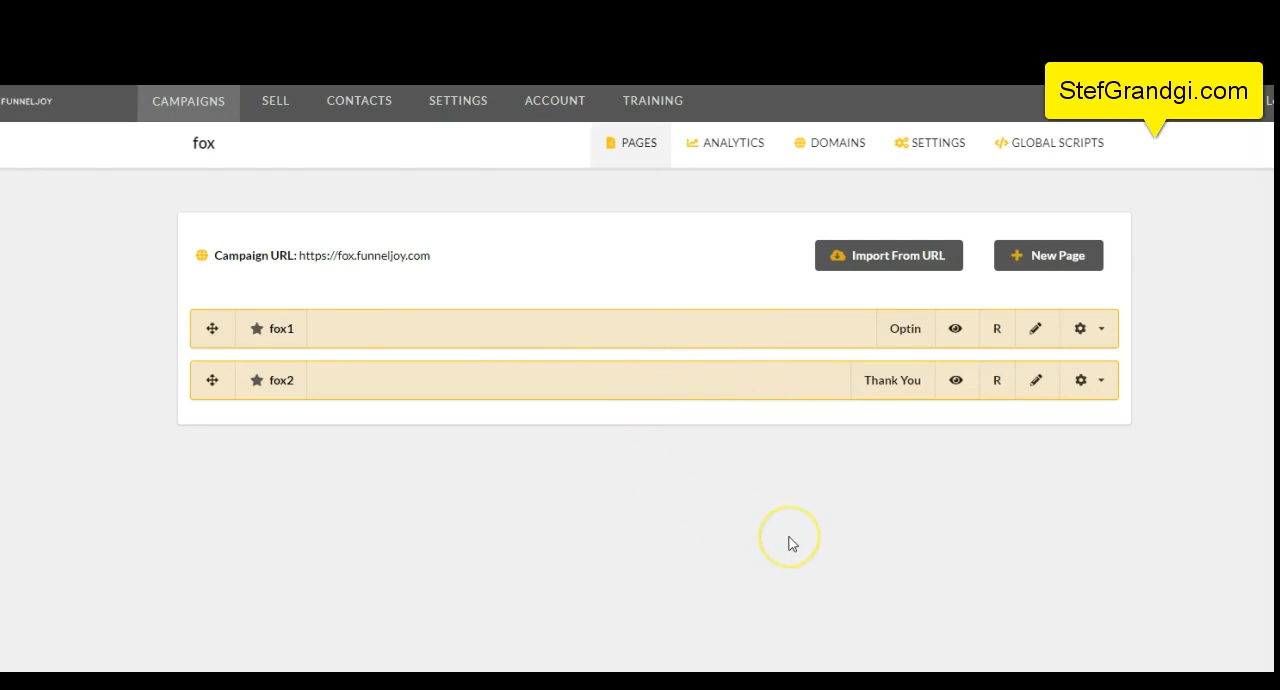 StefGrandgi.com
FUNNELJOY CAMPAIGNS SELL CONTACTS SETTINGS ACCOUNT TRAINING
fox PAGES ANALYTICS DOMAINS SETTINGS GLOBAL SCRIPTS
Campaign URL: https://fox.funneljoy.com Import From URL New Page
fox1 Optin R
fox2 Thank You R